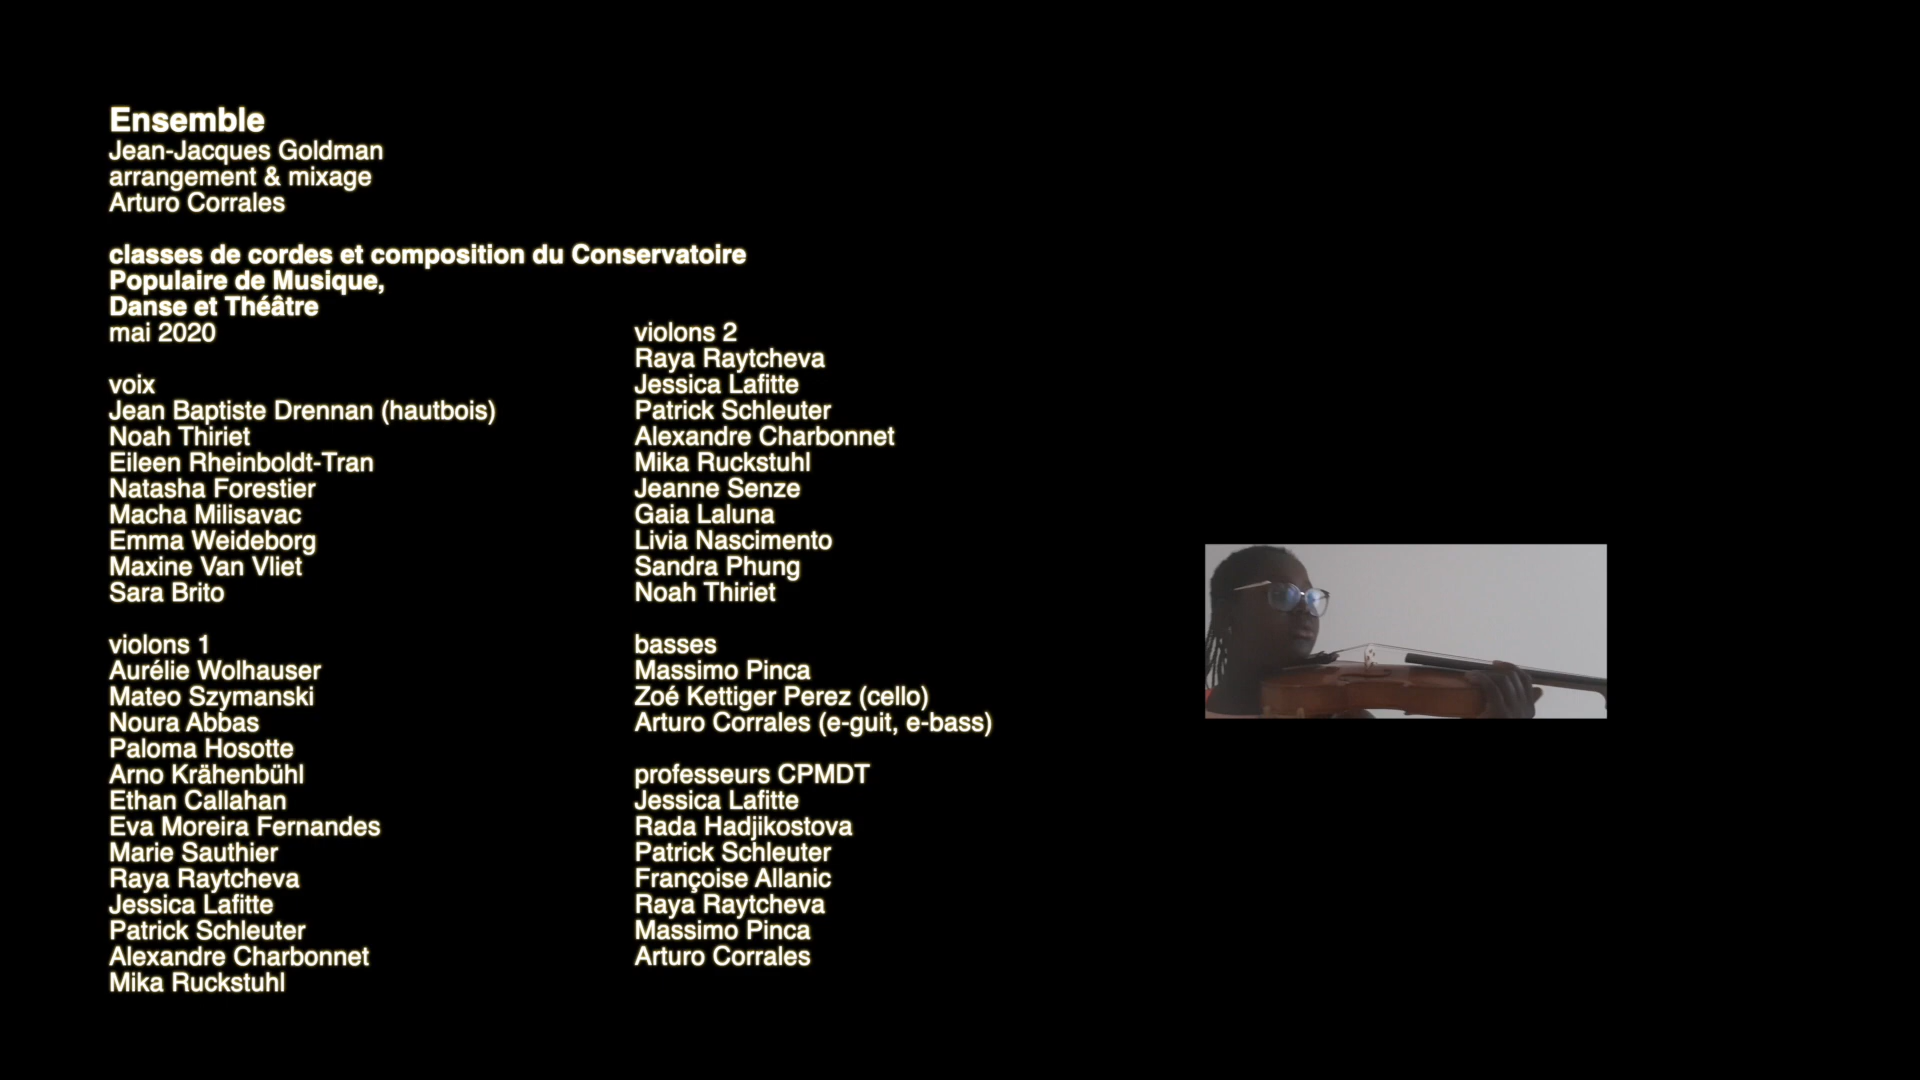 Ensemble
Jean-Jacques Goldman
arrangement & mixage
Arturo Corrales
classes de cordes et composition du Conservatoire
Populaire de Musique,
Danse et Théâtre
mai 2020
voix
Jean Baptiste Drennan (hautbois)
Noah Thiriet
Eileen Rheinboldt-Tran
Natasha Forestier
Macha Milisavac
Emma Weideborg
Maxine Van Vliet
Sara Brito
violons 1
Aurélie Wolhauser
Mateo Szymanski
Noura Abbas
Paloma Hosotte
Arno Krähenbühl
Ethan Callahan
Eva Moreira Fernandes
Marie Sauthier
Raya Raytcheva
Jessica Lafitte
Patrick Schleuter
Alexandre Charbonnet
Mika Ruckstuhl
violons 2
Raya Raytcheva
Jessica Lafitte
Patrick Schleuter
Alexandre Charbonnet
Mika Ruckstuhl
Jeanne Senze
Gaia Laluna
Livia Nascimento
Sandra Phung
Noah Thiriet
basses
Massimo Pinca
Zoé Kettiger Perez (cello)
Arturo Corrales (e-guit, e-bass)
professeurs CPMDT
Jessica Lafitte
Rada Hadjikostova
Patrick Schleuter
Françoise Allanic
Raya Raytcheva
Massimo Pinca
Arturo Corrales